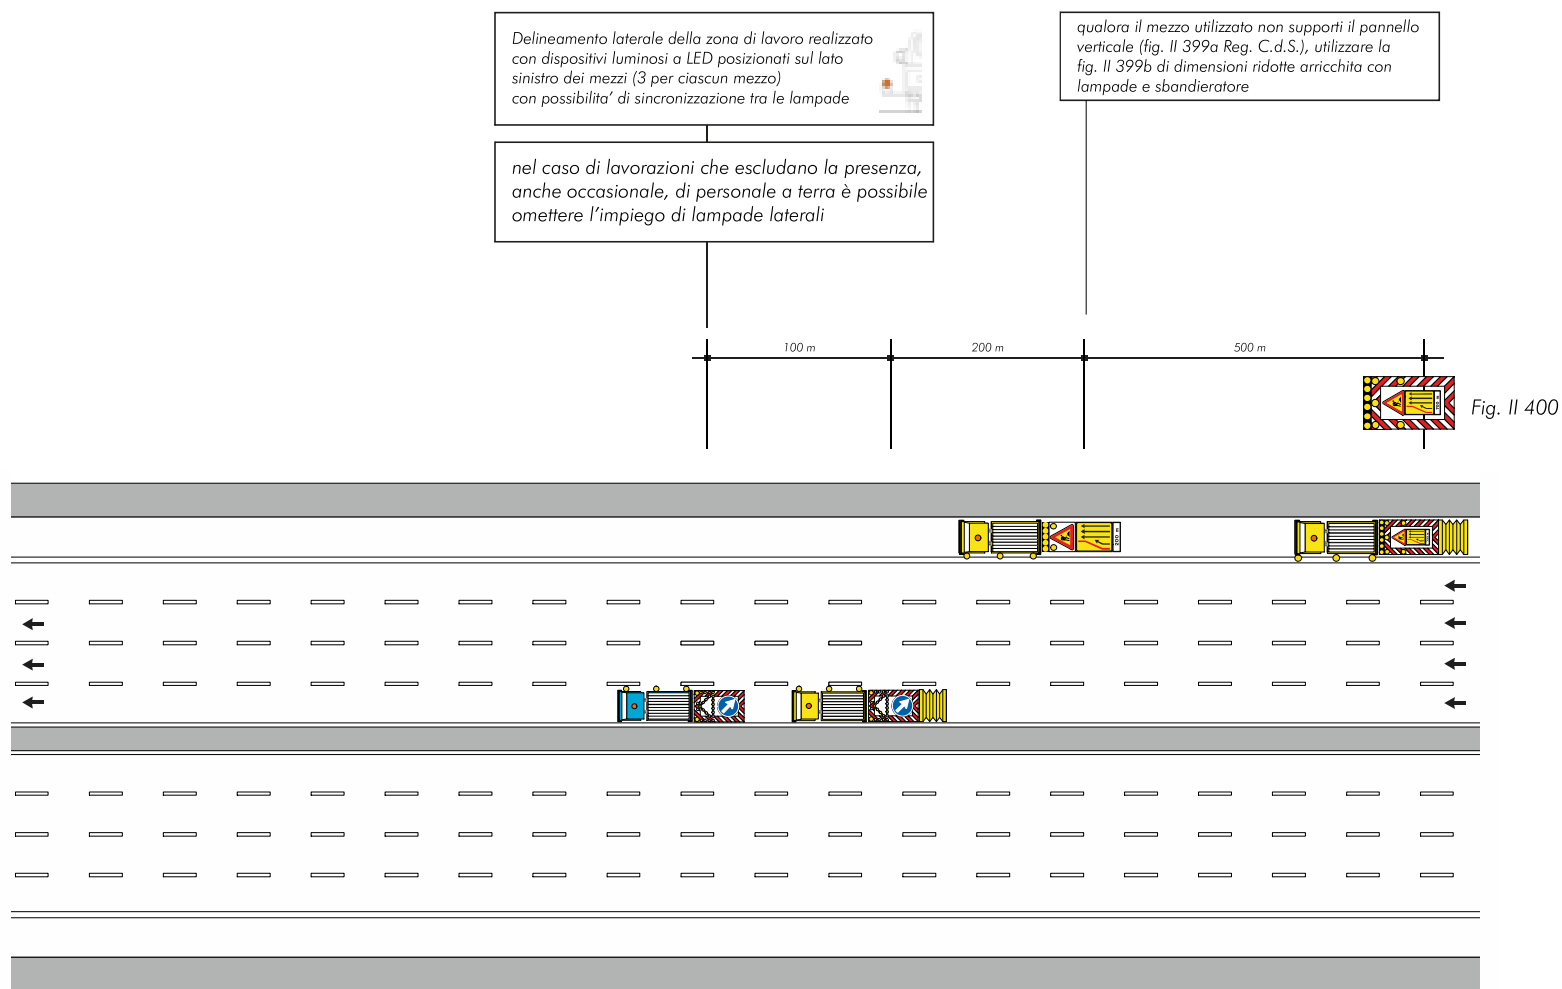 Delineamento laterale della zona di lavoro realizzato
con dispositivi luminosi a LED posizionati sul lato
sinistro dei mezzi (3 per ciascun mezzo)
con possibilita' di sincronizzazione tra le lampade
nel caso di lavorazioni che escludano la presenza,
anche occasionale, di personale a terra è possibile
omettere l'impiego di lampade laterali
qualora il mezzo utilizzato non supporti il pannello
verticale (fig. II 399a Reg. C.d.S.), utilizzare la
fig. II 399b di dimensioni ridotte arricchita con
lampade e sbandieratore
100 m
200 m
500 m
Fig. II 400
200 m